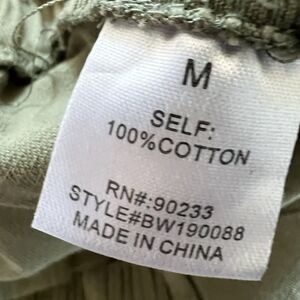 M
SELF:
100%COTTON
RN#:90233
STYLE#BW190088
MADE IN CHINA